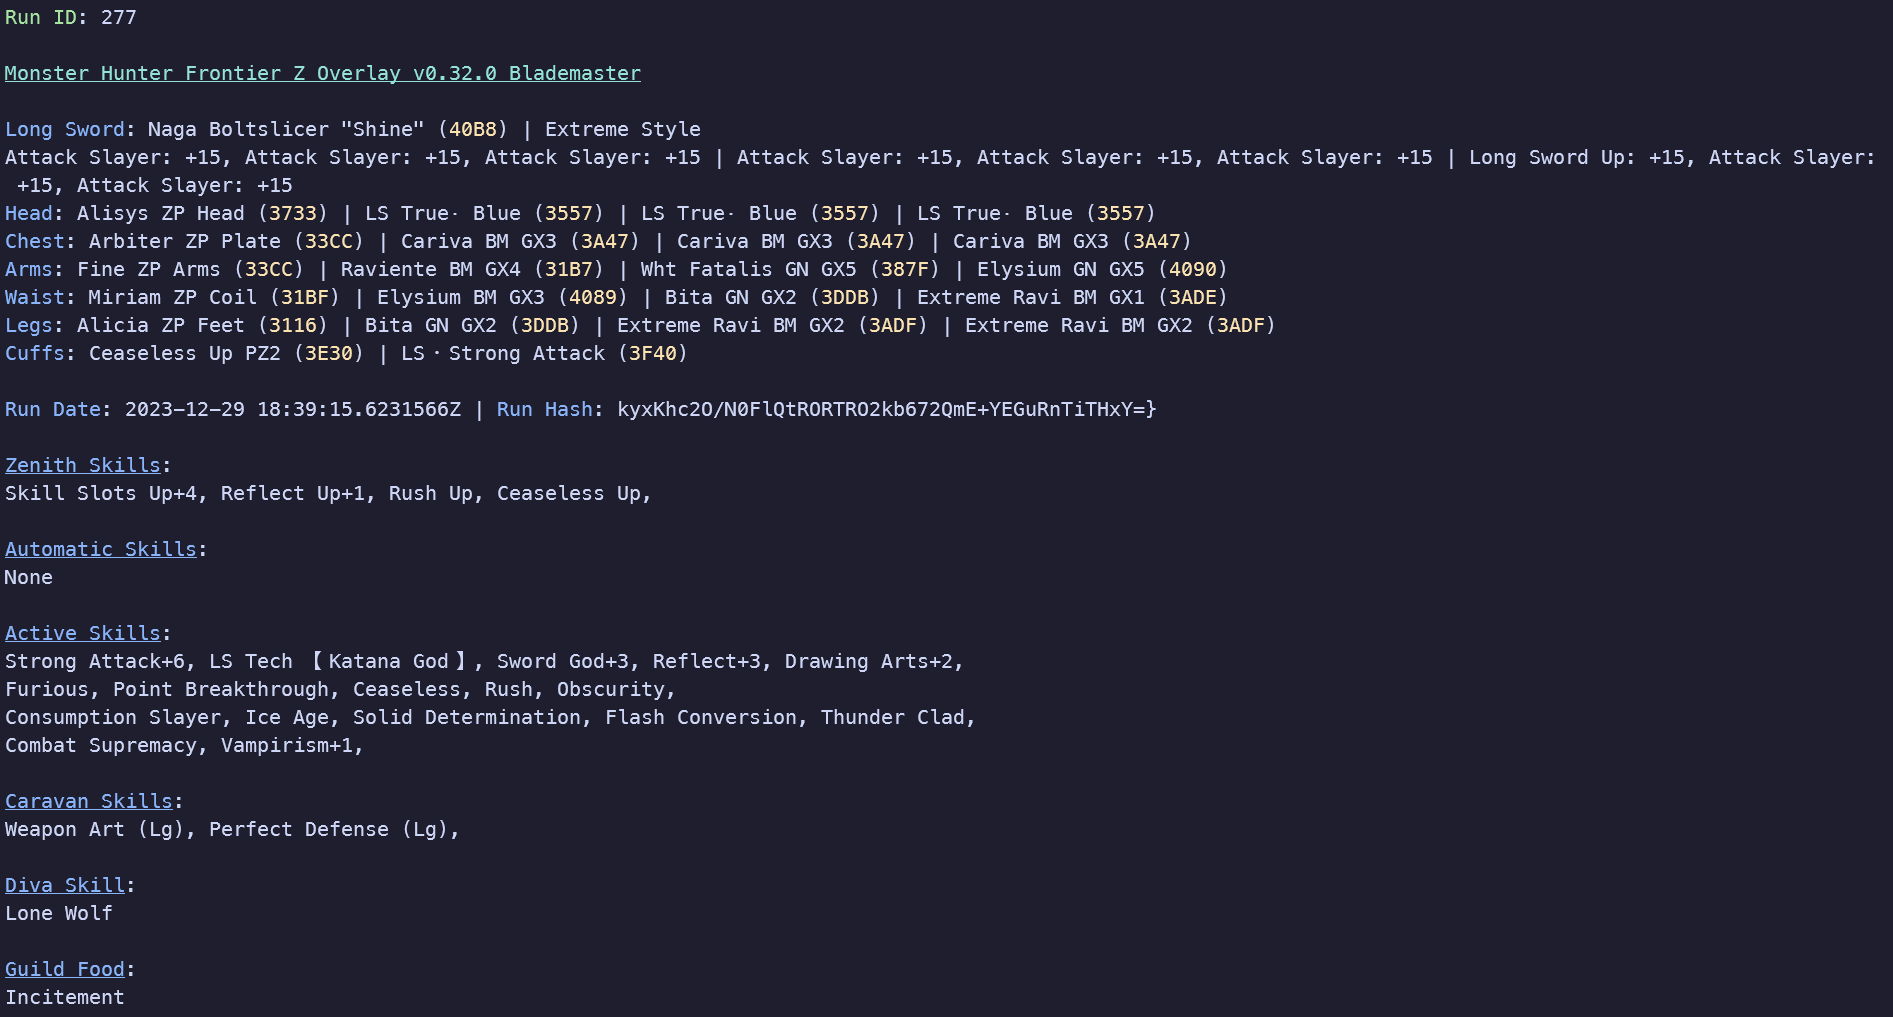 Run ID: 277
Monster Hunter Frontier Z Overlay v0.32.0 Blademaster
Long Sword: Naga Boltslicer "Shine" (40B8) | Extreme Style
Attack Slayer: +15, Attack Slayer: +15, Attack Slayer: +15 | Attack Slayer: +15, Attack Slayer: +15, Attack Slayer: +15 | Long Sword Up: +15, Attack Slayer:
+15, Attack Slayer: +15
Head: Alisys ZP Head (3733) | LS True· Blue (3557) | LS True· Blue (3557) | LS True· Blue (3557)
Chest: Arbiter ZP Plate (33CC) | Cariva BM GX3 (3A47) | Cariva BM GX3 (3A47) | Cariva BM GX3 (3A47)
Arms: Fine ZP Arms (33CC) | Raviente BM GX4 (31B7) | Wht Fatalis GN GX5 (387F) | Elysium GN GX5 (4090)
Waist: Miriam ZP Coil (31BF) | Elysium BM GX3 (4089) | Bita GN GX2 (3DDB) | Extreme Ravi BM GX1 (3ADE)
Legs: Alicia ZP Feet (3116) | Bita GN GX2 (3DDB) | Extreme Ravi BM GX2 (3ADF) | Extreme Ravi BM GX2 (3ADF)
Cuffs: Ceaseless Up PZ2 (3E30) | LS・Strong Attack (3F40)
Run Date: 2023-12-29 18:39:15.6231566Z | Run Hash: kyxKhc2O/N0FlQtRORTRO2kb672QmE+YEGuRnTiTHxY=}
Zenith Skills:
Skill Slots Up+4, Reflect Up+1, Rush Up, Ceaseless Up,
Automatic Skills:
None
Active Skills:
Strong Attack+6, LS Tech 【Katana God】, Sword God+3, Reflect+3, Drawing Arts+2,
Furious, Point Breakthrough, Ceaseless, Rush, Obscurity,
Consumption Slayer, Ice Age, Solid Determination, Flash Conversion, Thunder Clad,
Combat Supremacy, Vampirism+1,
Caravan Skills:
Weapon Art (Lg), Perfect Defense (Lg),
Diva Skill:
Lone Wolf
Guild Food:
Incitement